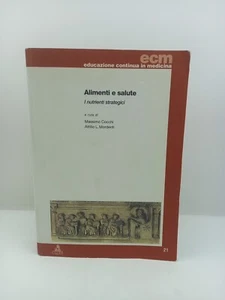 ecm
educazione continua in medicina
Alimenti e salute
I nutrienti strategici
a cura di
Massimo Cocchi
Attilio L. Mordenti
21